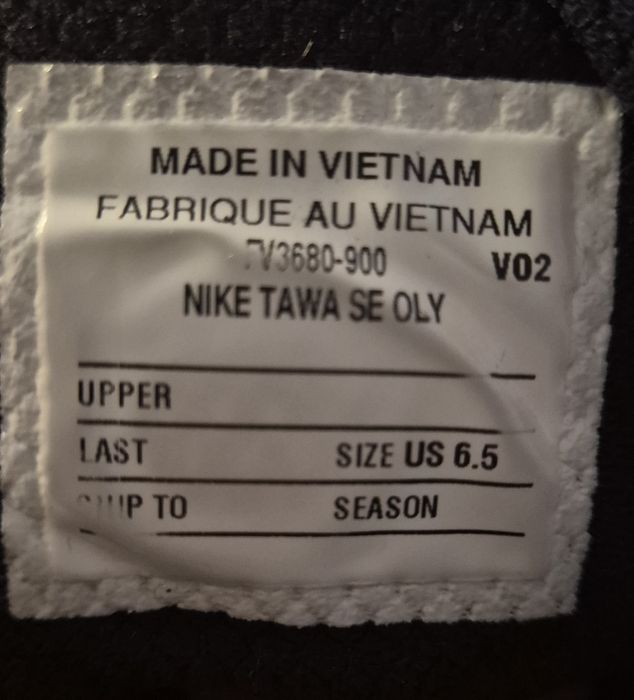 MADE IN VIETNAM
FABRIQUE AU VIETNAM
V3680-900 V02
NIKE TAWA SE OLY
UPPER
LAST SIZE US 6.5
TO SEASON